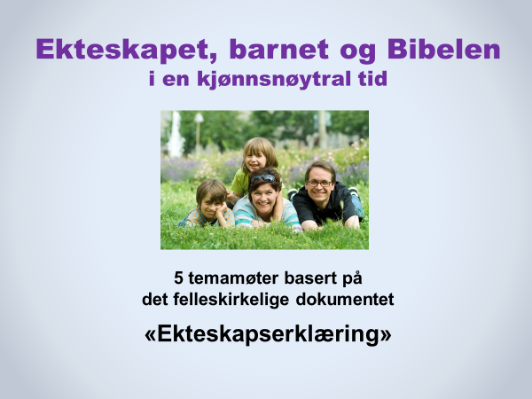 Ekteskapet, barnet og Bibelen
i en kjønnsnøytral tid
5 temamøter basert på
det felleskirkelige dokumentet
«Ekteskapserklæring»